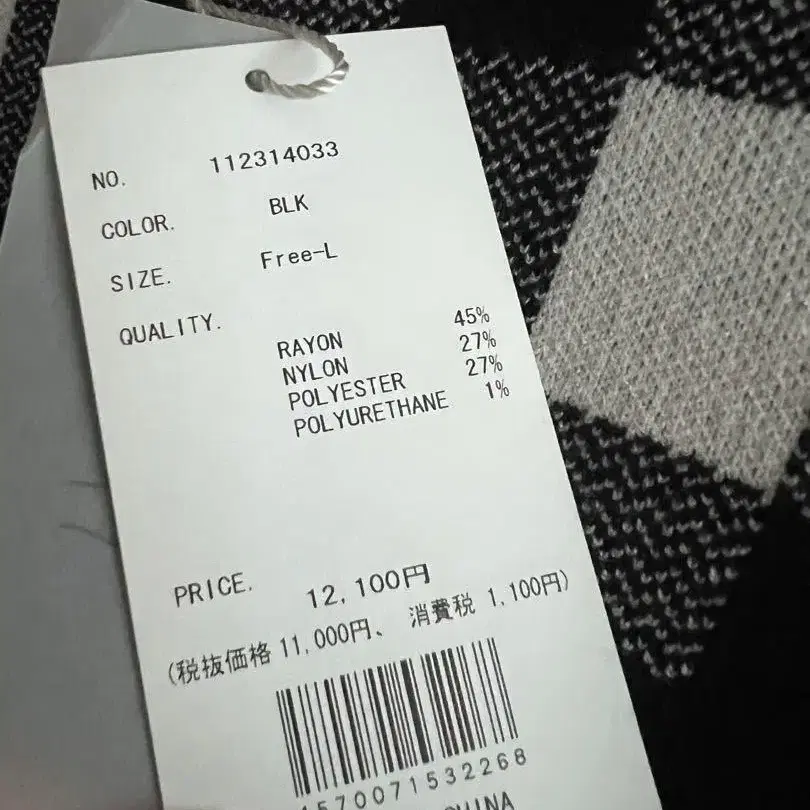 NO. 112314033
COLOR. BLK
SIZE. Free-L
QUALITY.
RAYON 45%
NYLON 27%
POLYESTER 27%
POLYURETHANE 1%
PRICE. 12,100円
(税抜価格 11,000円、 消費税 1,100円)
4570071532268
CHINA